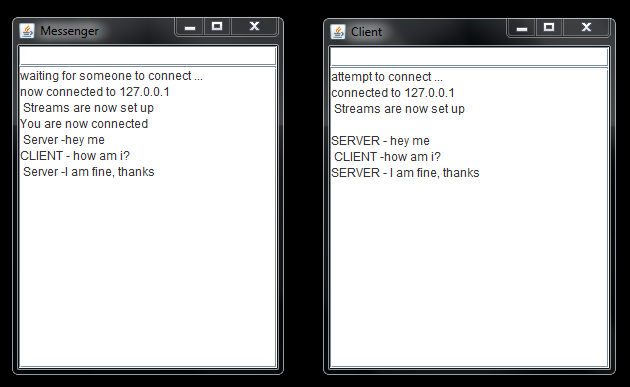 Messenger
waiting for someone to connect ...
now connected to 127.0.0.1
Streams are now set up
You are now connected
Server -hey me
CLIENT - how am i?
Server -I am fine, thanks
Client
attempt to connect ...
connected to 127.0.0.1
Streams are now set up
SERVER - hey me
CLIENT -how am i?
SERVER - I am fine, thanks